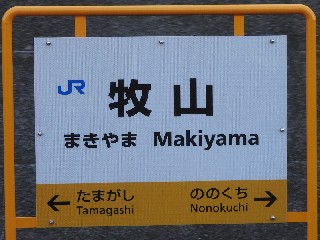 JR 牧山
まきやま Makiyama
← たまがし ののくち →
Tamagashi Nonokuchi